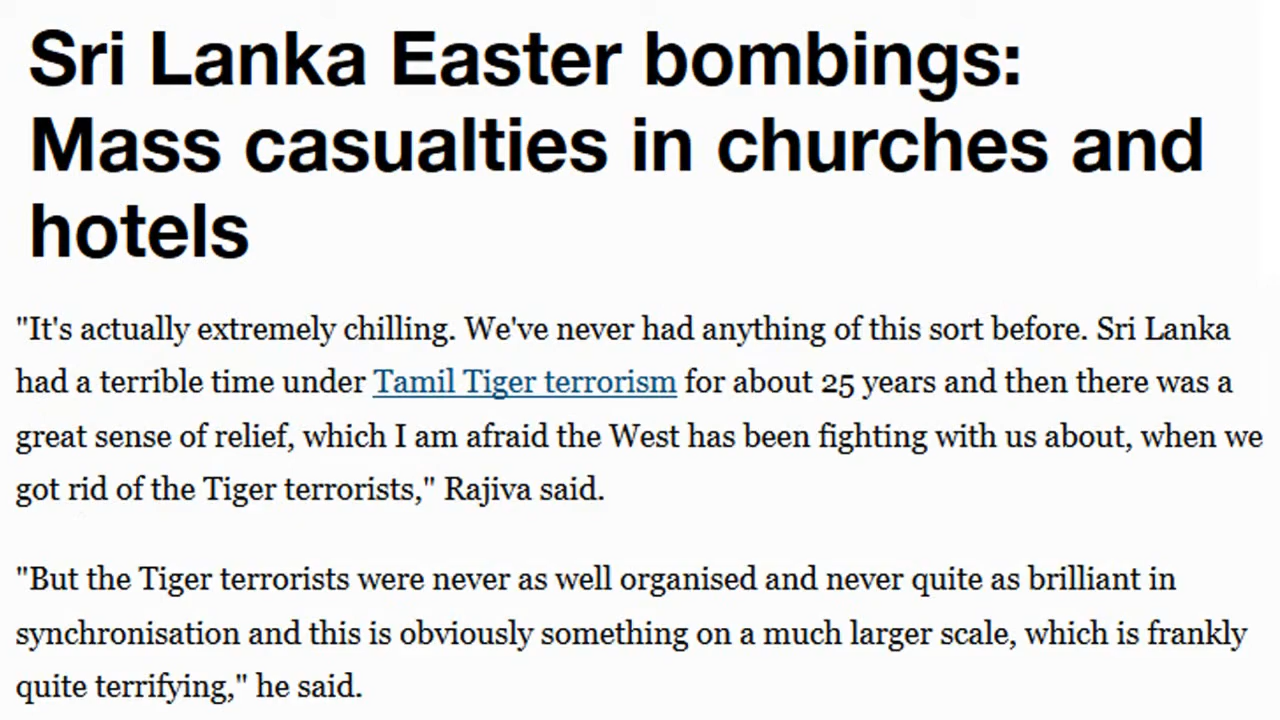 Sri Lanka Easter bombings:
Mass casualties in churches and
hotels
"It's actually extremely chilling. We've never had anything of this sort before. Sri Lanka
had a terrible time under Tamil Tiger terrorism for about 25 years and then there was a
great sense of relief, which I am afraid the West has been fighting with us about, when we
got rid of the Tiger terrorists," Rajiva said.
"But the Tiger terrorists were never as well organised and never quite as brilliant in
synchronisation and this is obviously something on a much larger scale, which is frankly
quite terrifying," he said.